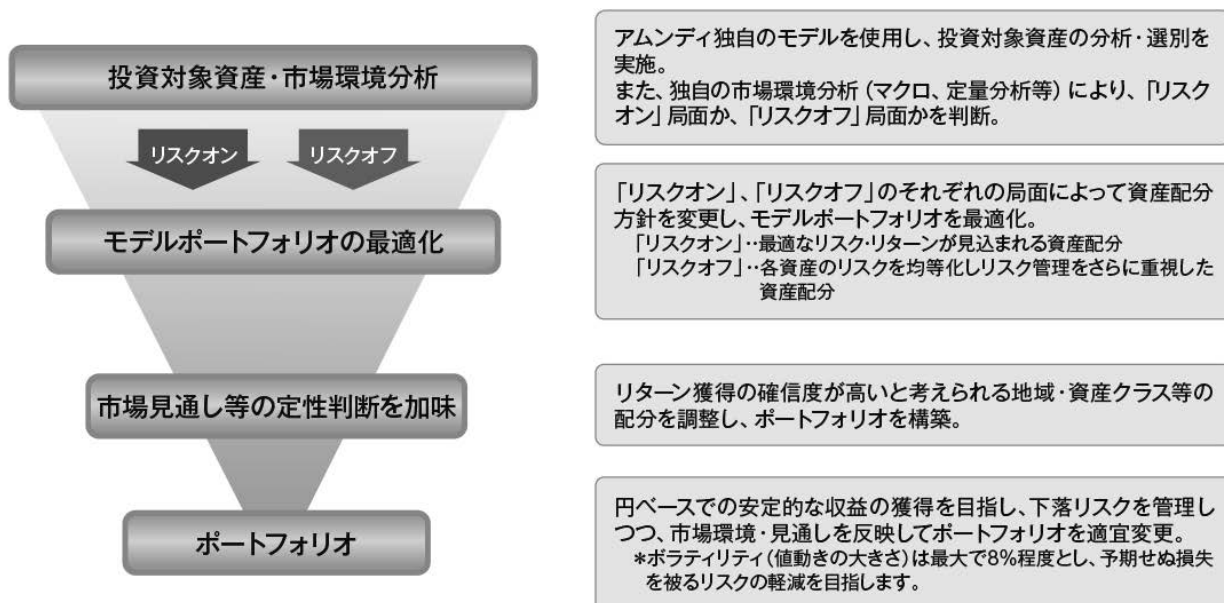 投資対象資産・市場環境分析
アムンディ独自のモデルを使用し、投資対象資産の分析・選別を
実施。
また、独自の市場環境分析（マクロ、定量分析等）により、「リスク
オン」局面か、「リスクオフ」局面かを判断。
リスクオン
リスクオフ
モデルポートフォリオの最適化
「リスクオン」、「リスクオフ」のそれぞれの局面によって資産配分
方針を変更し、モデルポートフォリオを最適化。
「リスクオン」‥最適なリスク・リターンが見込まれる資産配分
「リスクオフ」‥各資産のリスクを均等化しリスク管理をさらに重視した
資産配分
市場見通し等の定性判断を加味
リターン獲得の確信度が高いと考えられる地域・資産クラス等の
配分を調整し、ポートフォリオを構築。
ポートフォリオ
円ベースでの安定的な収益の獲得を目指し、下落リスクを管理し
つつ、市場環境・見通しを反映してポートフォリオを適宜変更。
＊ボラティリティ（値動きの大きさ）は最大で8%程度とし、予期せぬ損失
を被るリスクの軽減を目指します。